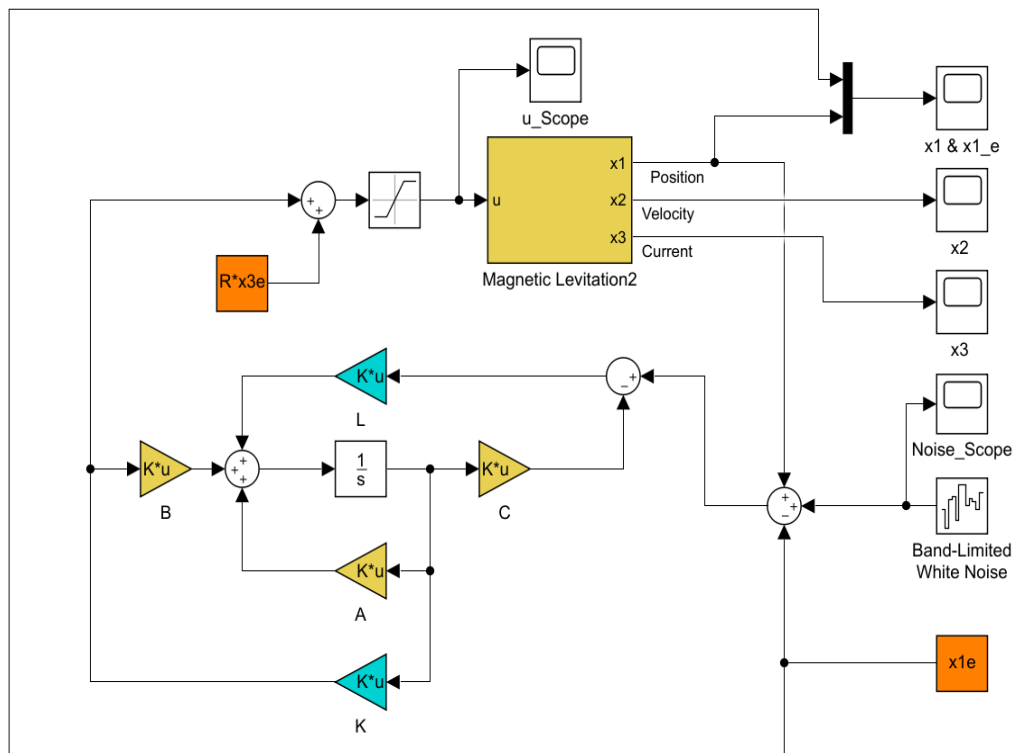 u_Scope
x1 & x1_e
u
x1
x2
x3
Position
Velocity
Current
Magnetic Levitation2
x2
+
+
R*x3e
x3
K*u
L
+
−
Noise_Scope
K*u
B
+
+
+
1
s
K*u
C
+
+
−
Band-Limited
White Noise
K*u
A
x1e
K*u
K